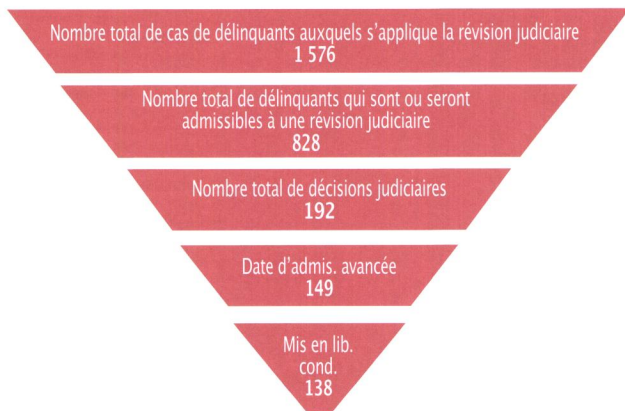 Nombre total de cas de délinquants auxquels s'applique la révision judiciaire
1 576
Nombre total de délinquants qui sont ou seront
admissibles à une révision judiciaire
828
Nombre total de décisions judiciaires
192
Date d'admis. avancée
149
Mis en lib.
cond.
138